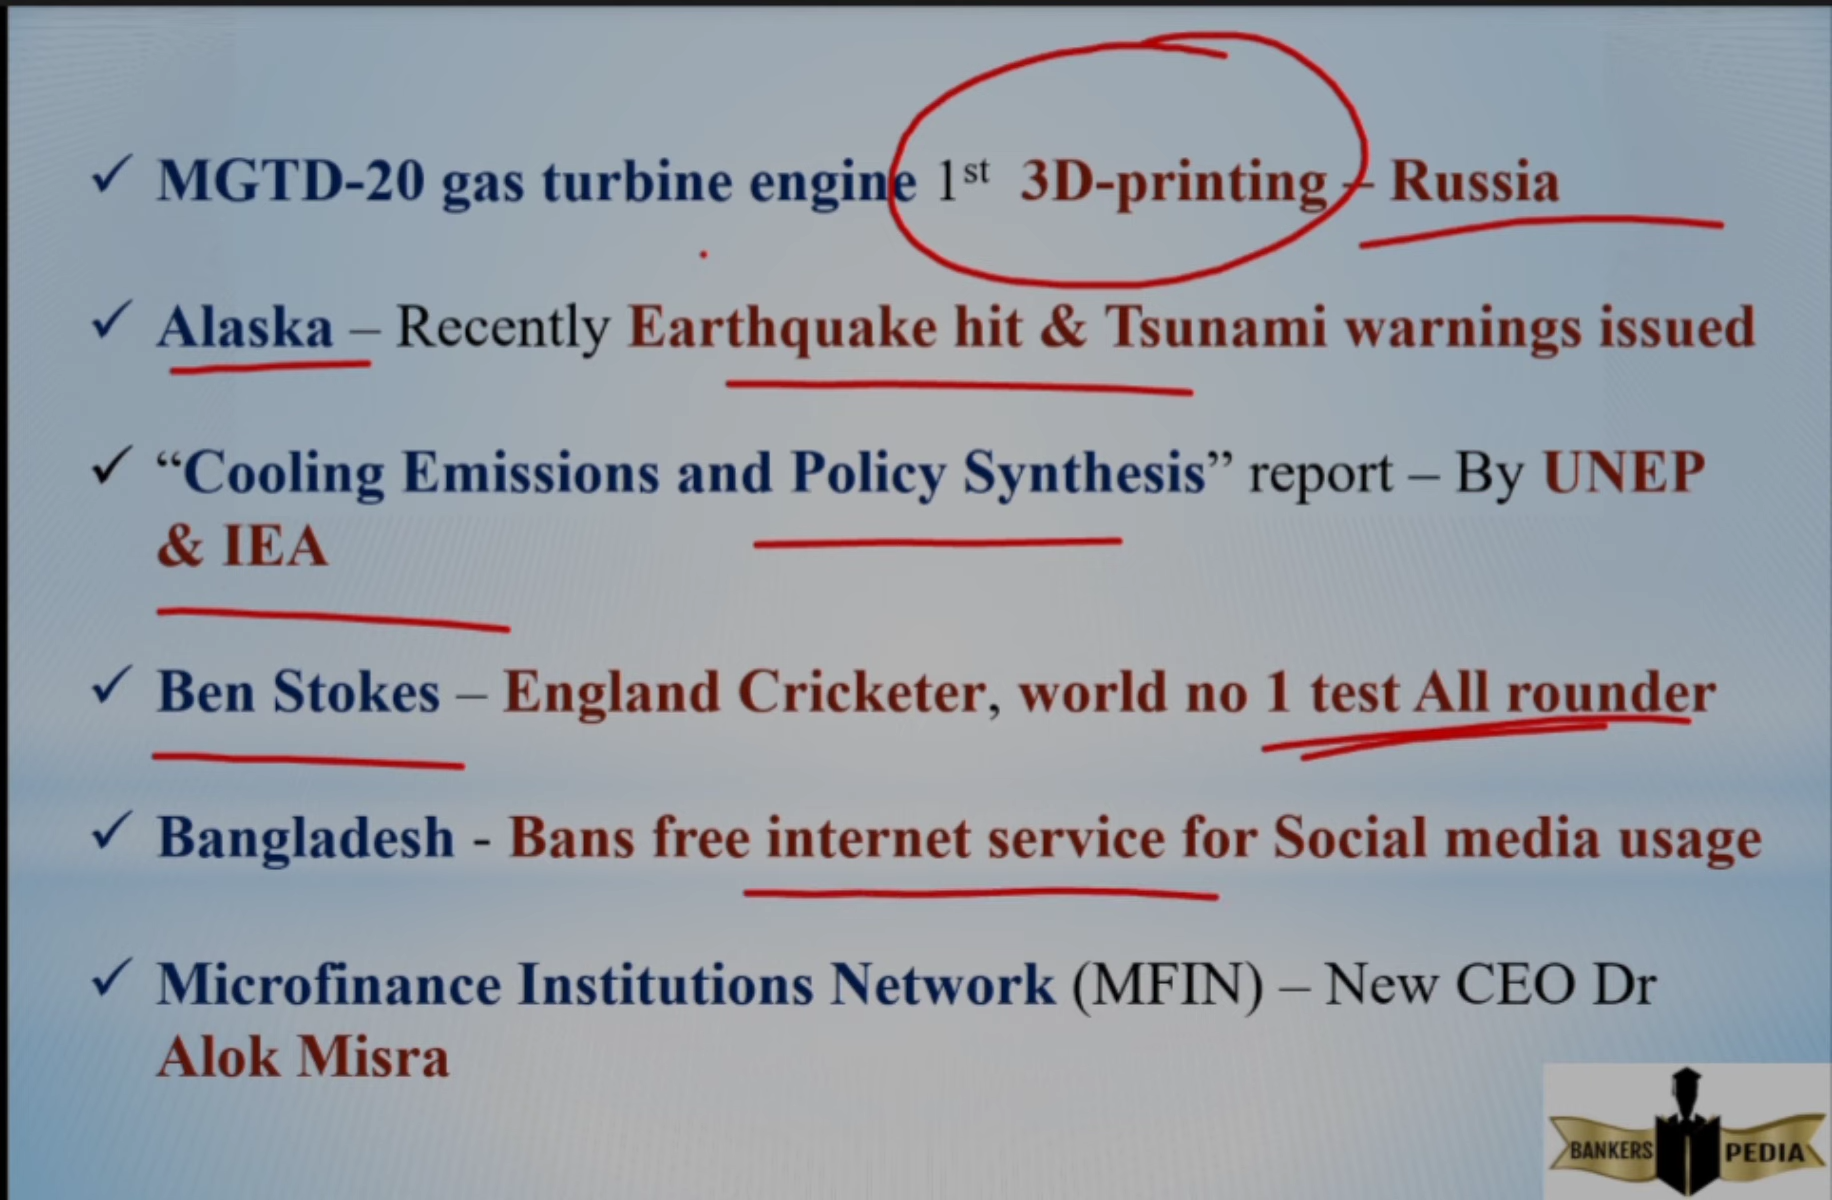 ✓ MGTD-20 gas turbine engine 1st 3D-printing – Russia
✓ Alaska – Recently Earthquake hit & Tsunami warnings issued
✓ “Cooling Emissions and Policy Synthesis” report – By UNEP
& IEA
✓ Ben Stokes – England Cricketer, world no 1 test All rounder
✓ Bangladesh - Bans free internet service for Social media usage
✓ Microfinance Institutions Network (MFIN) – New CEO Dr
Alok Misra
BANKERS PEDIA